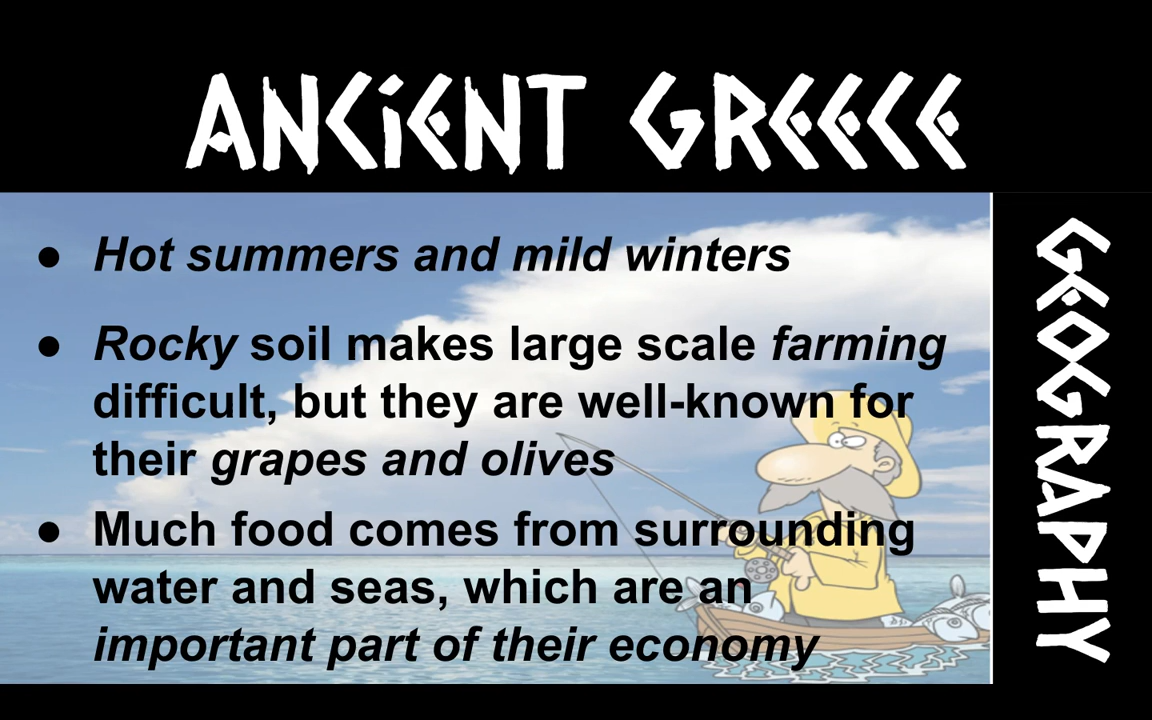 ANCiENT GREECE
● Hot summers and mild winters
● Rocky soil makes large scale farming
difficult, but they are well-known for
their grapes and olives
● Much food comes from surrounding
water and seas, which are an
important part of their economy
GEOGRAPHY